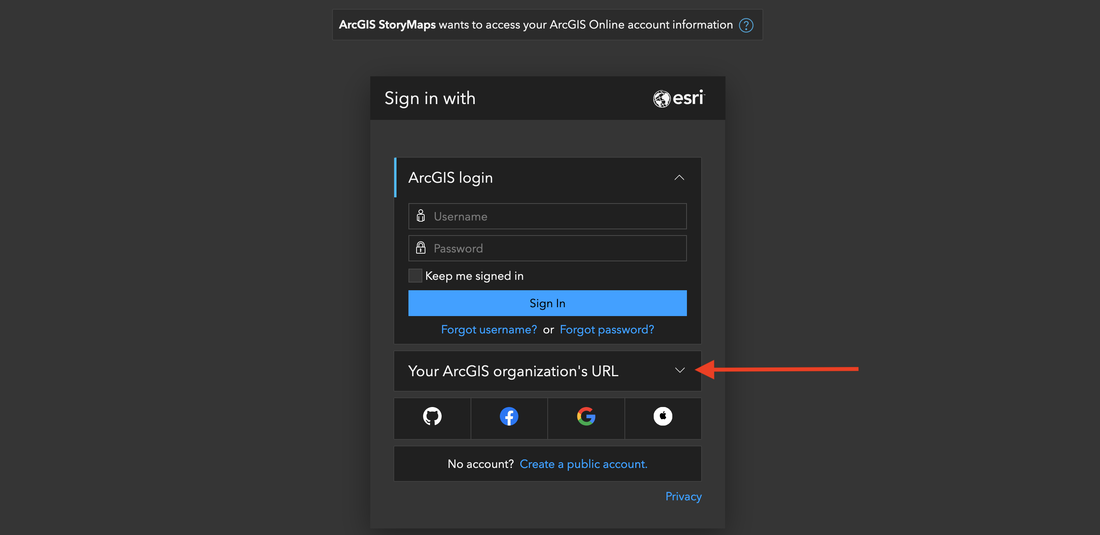 ArcGIS StoryMaps wants to access your ArcGIS Online account information ?
Sign in with
esri
ArcGIS login
Username
Password
Keep me signed in
Sign In
Forgot username? or Forgot password?
Your ArcGIS organization's URL
No account? Create a public account.
Privacy